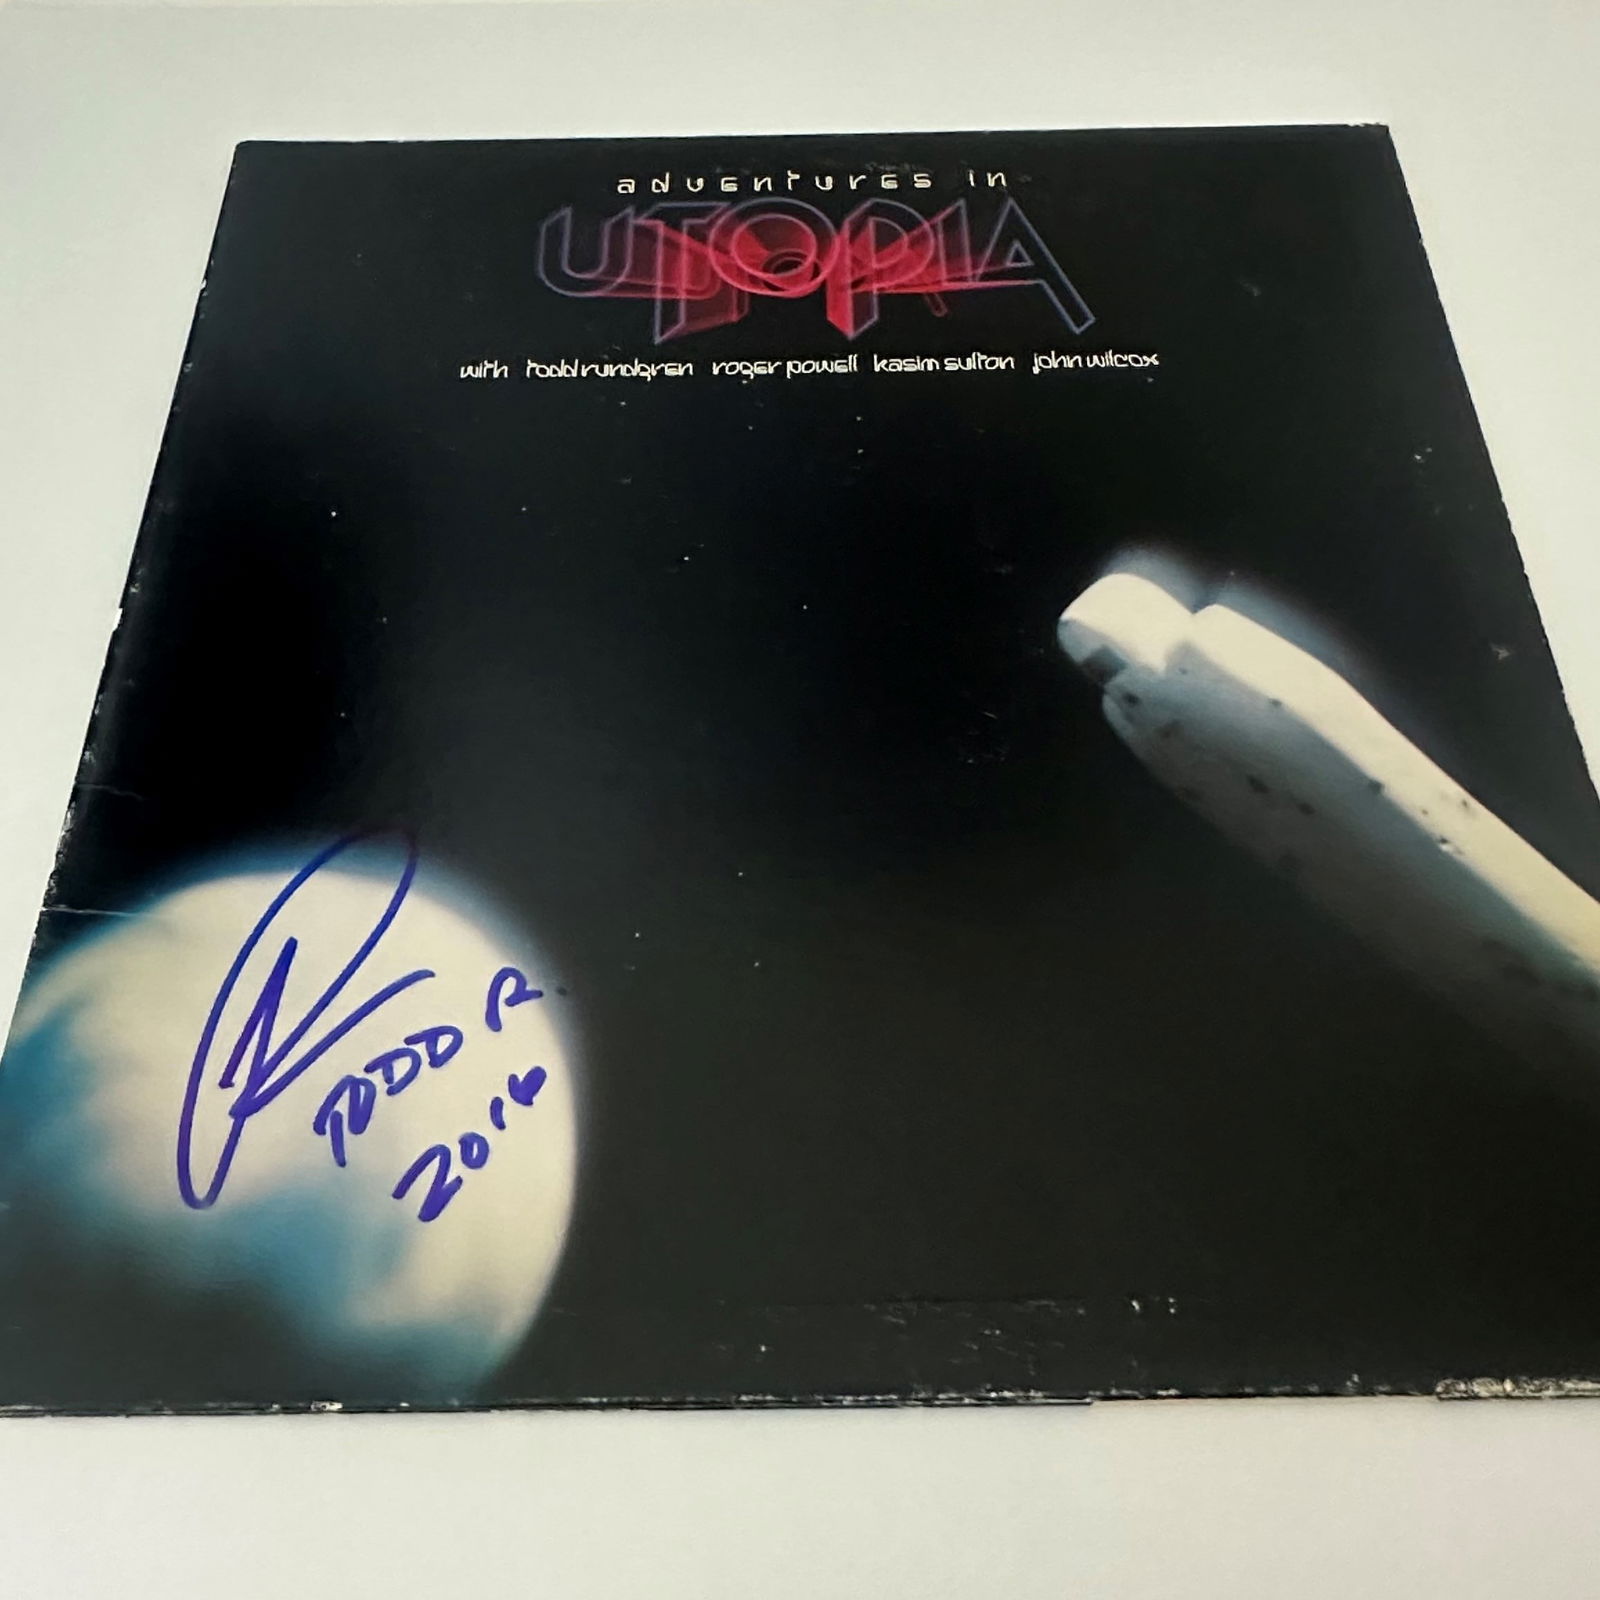 adventures in
UTOPIA
with todd rundgren roger powell kasim sulton john wilcox
TODD R
2016